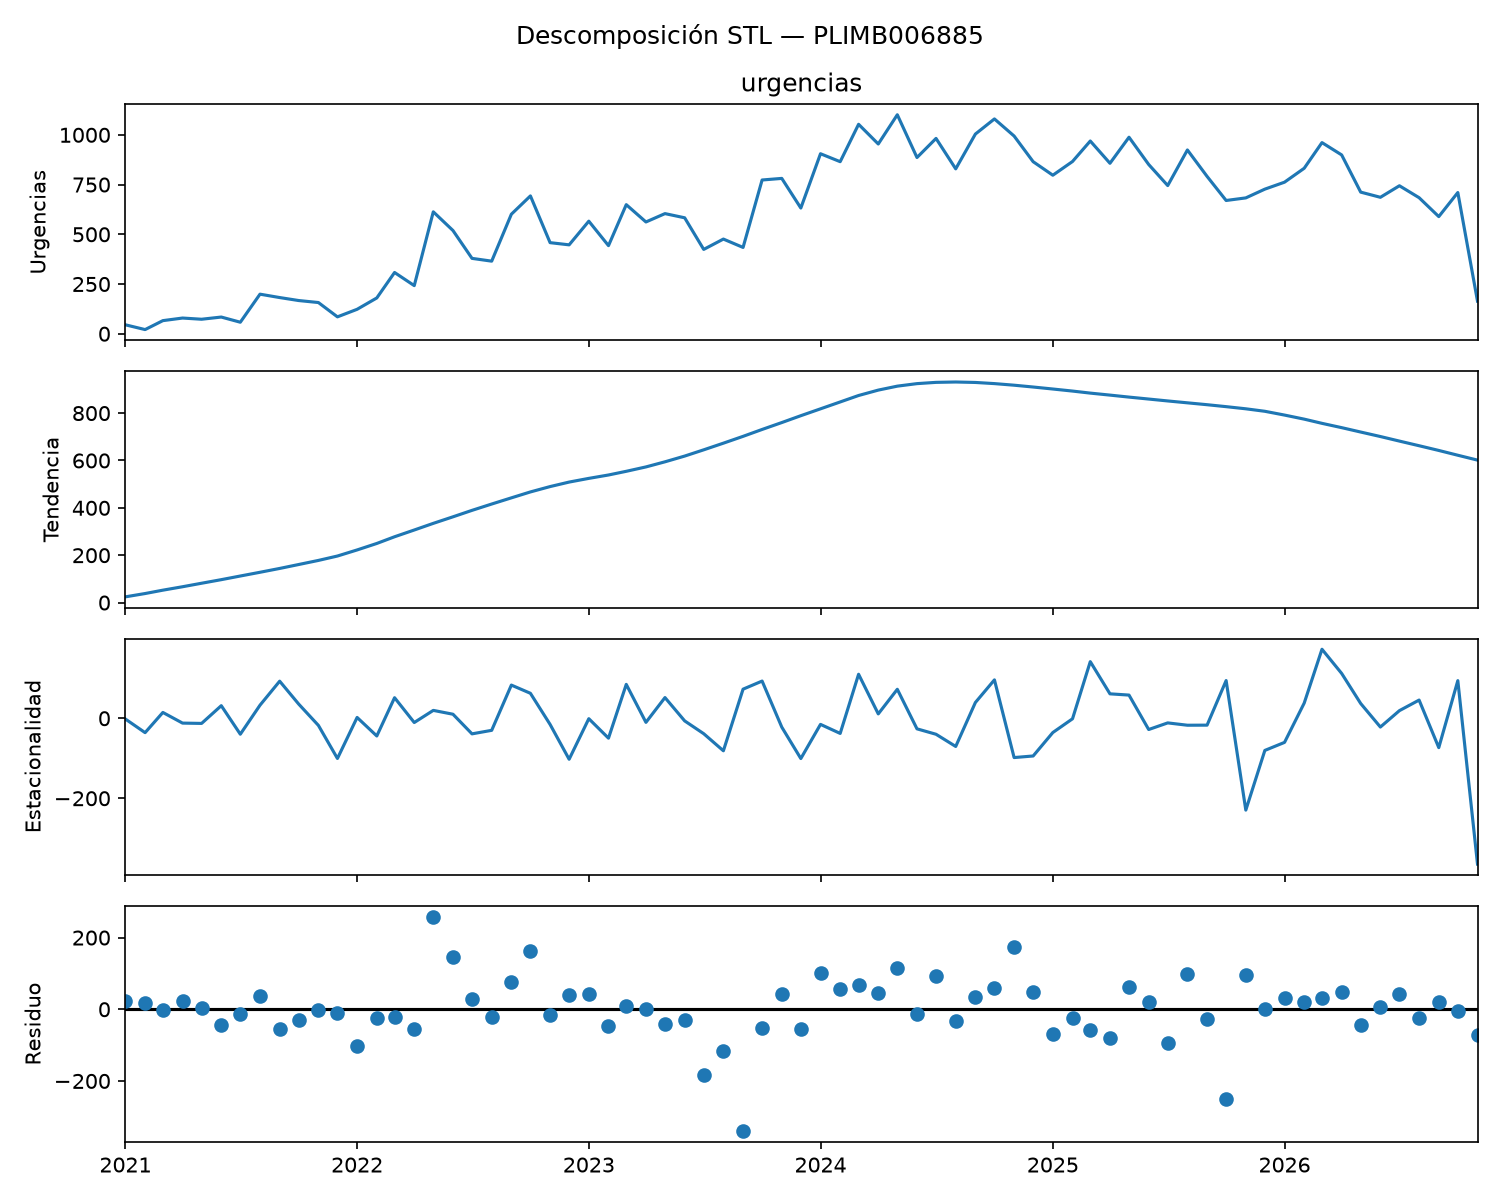 Descomposición STL — PLIMB006885
urgencias
Urgencias
1000
750
500
250
0
Tendencia
800
600
400
200
0
Estacionalidad
0
−200
Residuo
200
0
−200
2021 2022 2023 2024 2025 2026